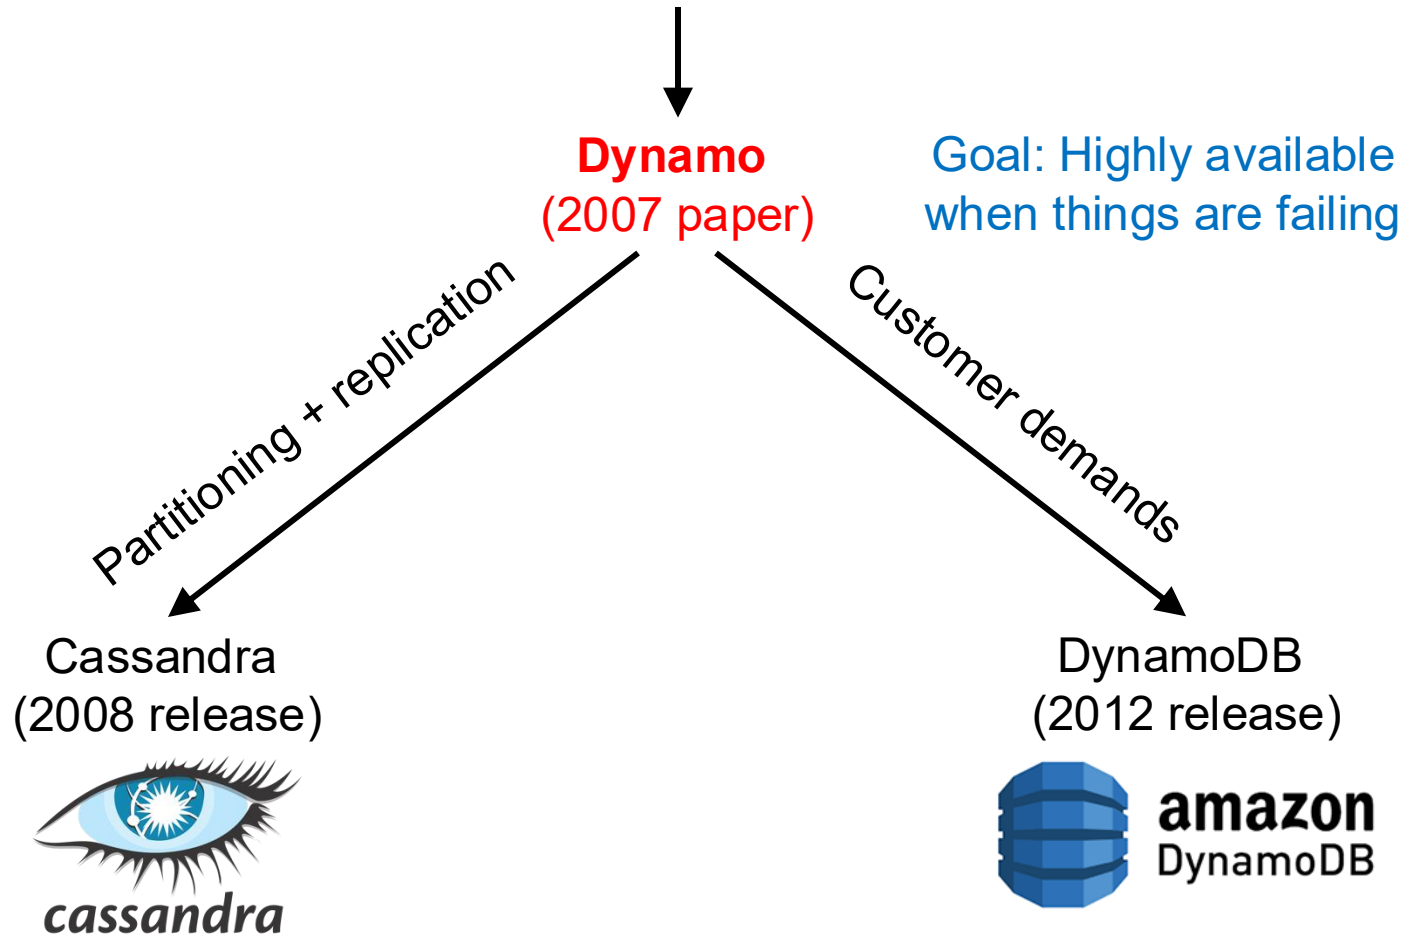 Dynamo
(2007 paper)
Goal: Highly available
when things are failing
Partitioning + replication
Customer demands
Cassandra
(2008 release)
DynamoDB
(2012 release)
cassandra
amazon
DynamoDB